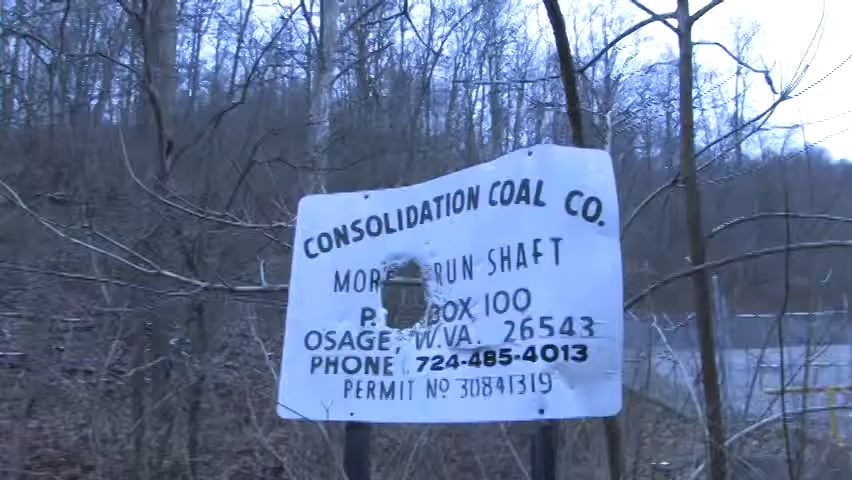 CONSOLIDATION COAL CO.
RUN SHAFT
P. BOX 100
OSAGE, W.VA. 26543
PHONE 724-485-4013
PERMIT Nº 30841319